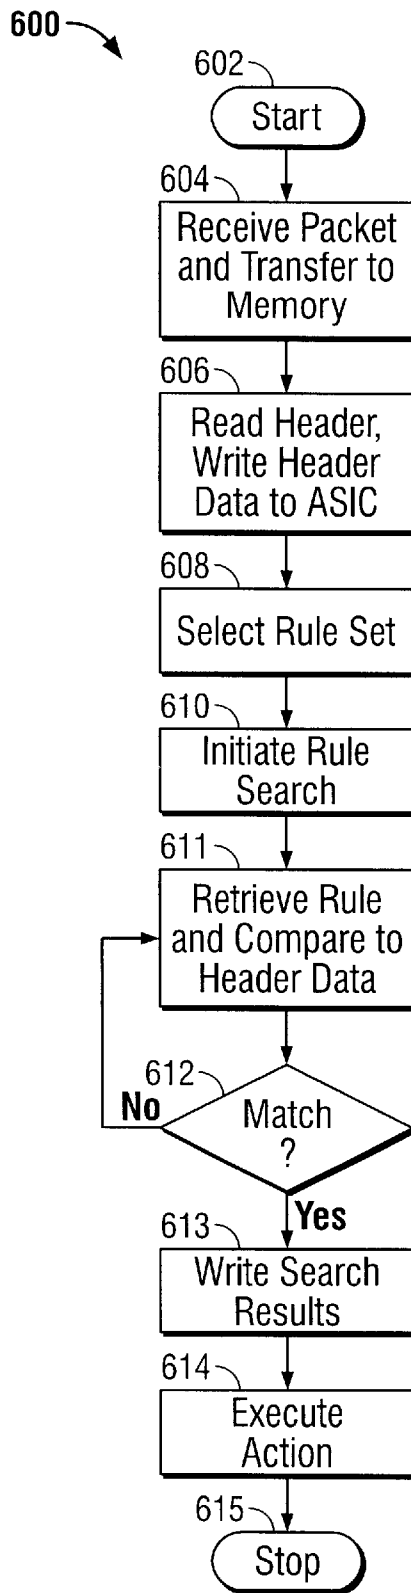 600
602
Start
604
Receive Packet
and Transfer to
Memory
606
Read Header,
Write Header
Data to ASIC
608
Select Rule Set
610
Initiate Rule
Search
611
Retrieve Rule
and Compare to
Header Data
612
No
Match
?
Yes
613
Write Search
Results
614
Execute
Action
615
Stop